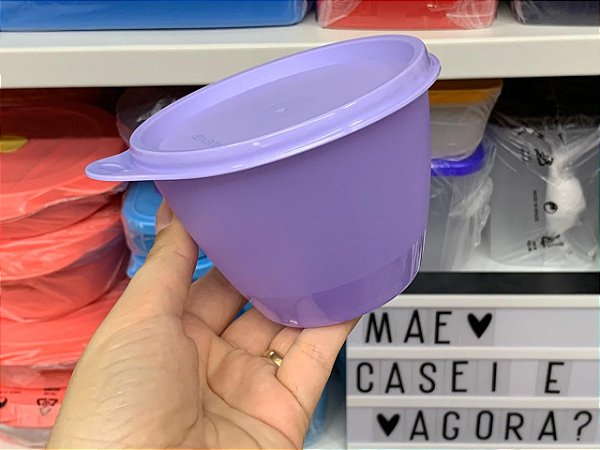 MAE ♥
CASEI E
♥ AGORA?